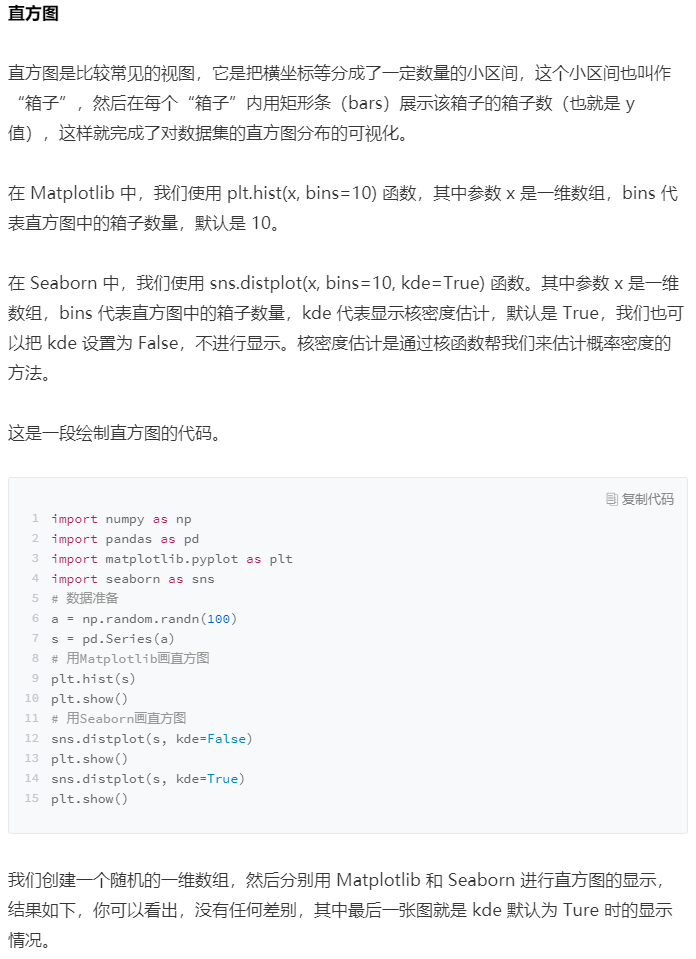 直方图
直方图是比较常见的视图，它是把横坐标等分成了一定数量的小区间，这个小区间也叫作
“箱子”，然后在每个“箱子”内用矩形条（bars）展示该箱子的箱子数（也就是 y
值），这样就完成了对数据集的直方图分布的可视化。
在 Matplotlib 中，我们使用 plt.hist(x, bins=10) 函数，其中参数 x 是一维数组，bins 代
表直方图中的箱子数量，默认是 10。
在 Seaborn 中，我们使用 sns.distplot(x, bins=10, kde=True) 函数。其中参数 x 是一维
数组，bins 代表直方图中的箱子数量，kde 代表显示核密度估计，默认是 True，我们也可
以把 kde 设置为 False，不进行显示。核密度估计是通过核函数帮我们来估计概率密度的
方法。
这是一段绘制直方图的代码。
复制代码
1 import numpy as np
2 import pandas as pd
3 import matplotlib.pyplot as plt
4 import seaborn as sns
5 # 数据准备
6 a = np.random.randn(100)
7 s = pd.Series(a)
8 # 用Matplotlib画直方图
9 plt.hist(s)
10 plt.show()
11 # 用Seaborn画直方图
12 sns.distplot(s, kde=False)
13 plt.show()
14 sns.distplot(s, kde=True)
15 plt.show()
我们创建一个随机的一维数组，然后分别用 Matplotlib 和 Seaborn 进行直方图的显示，
结果如下，你可以看出，没有任何差别，其中最后一张图就是 kde 默认为 Ture 时的显示
情况。